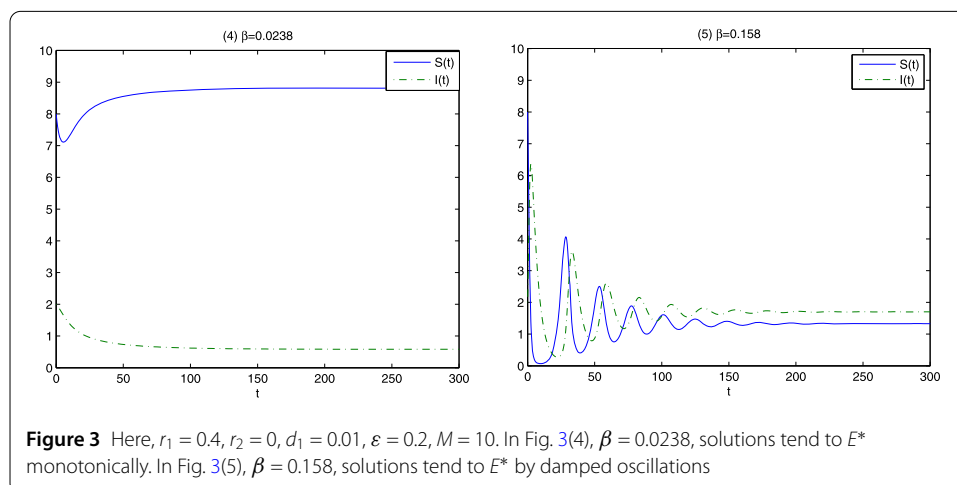 (4) β=0.0238
10
9
8
7
6
5
4
3
2
1
0
0 50 100 150 200 250 300
t
S(t)
I(t)
(5) β=0.158
10
9
8
7
6
5
4
3
2
1
0
0 50 100 150 200 250 300
t
S(t)
I(t)
Figure 3 Here, r₁ = 0.4, r₂ = 0, d₁ = 0.01, ε = 0.2, M = 10. In Fig. 3(4), β = 0.0238, solutions tend to E*
monotonically. In Fig. 3(5), β = 0.158, solutions tend to E* by damped oscillations